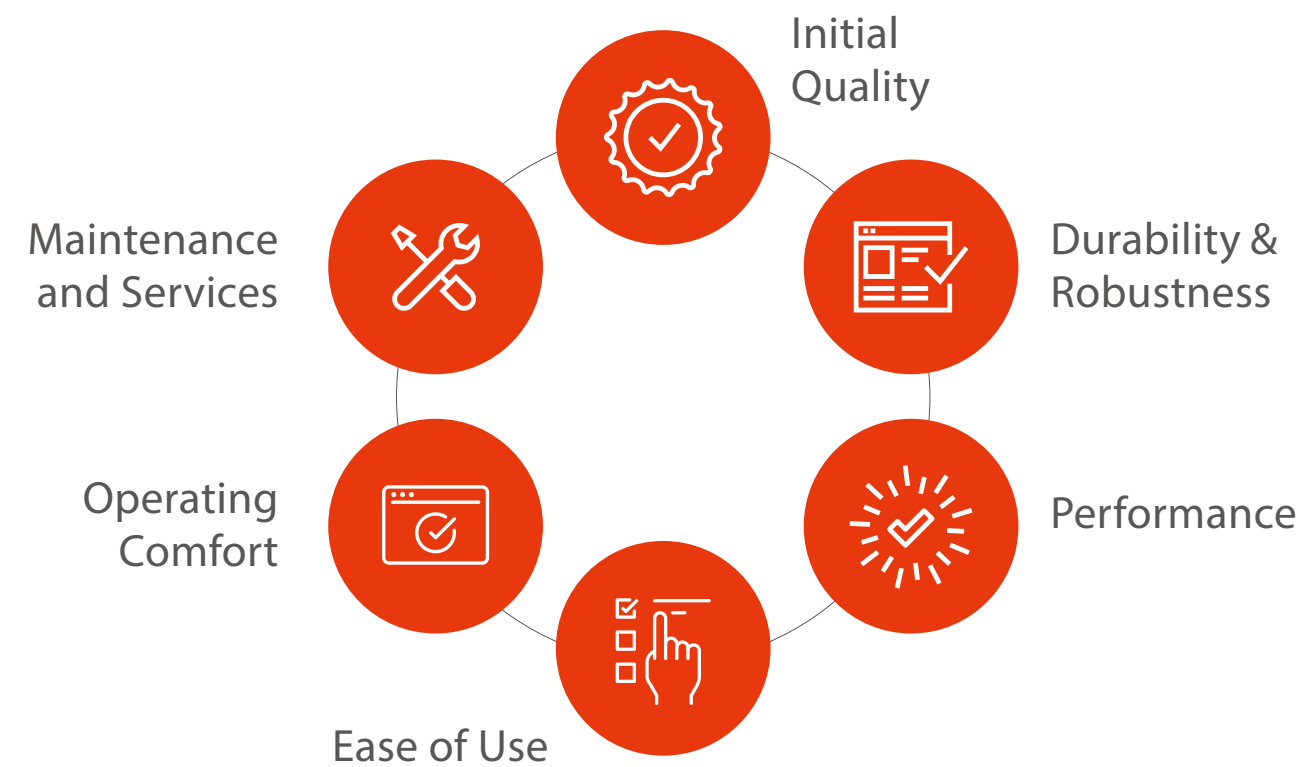 Initial
Quality
Durability &
Robustness
Performance
Ease of Use
Operating
Comfort
Maintenance
and Services